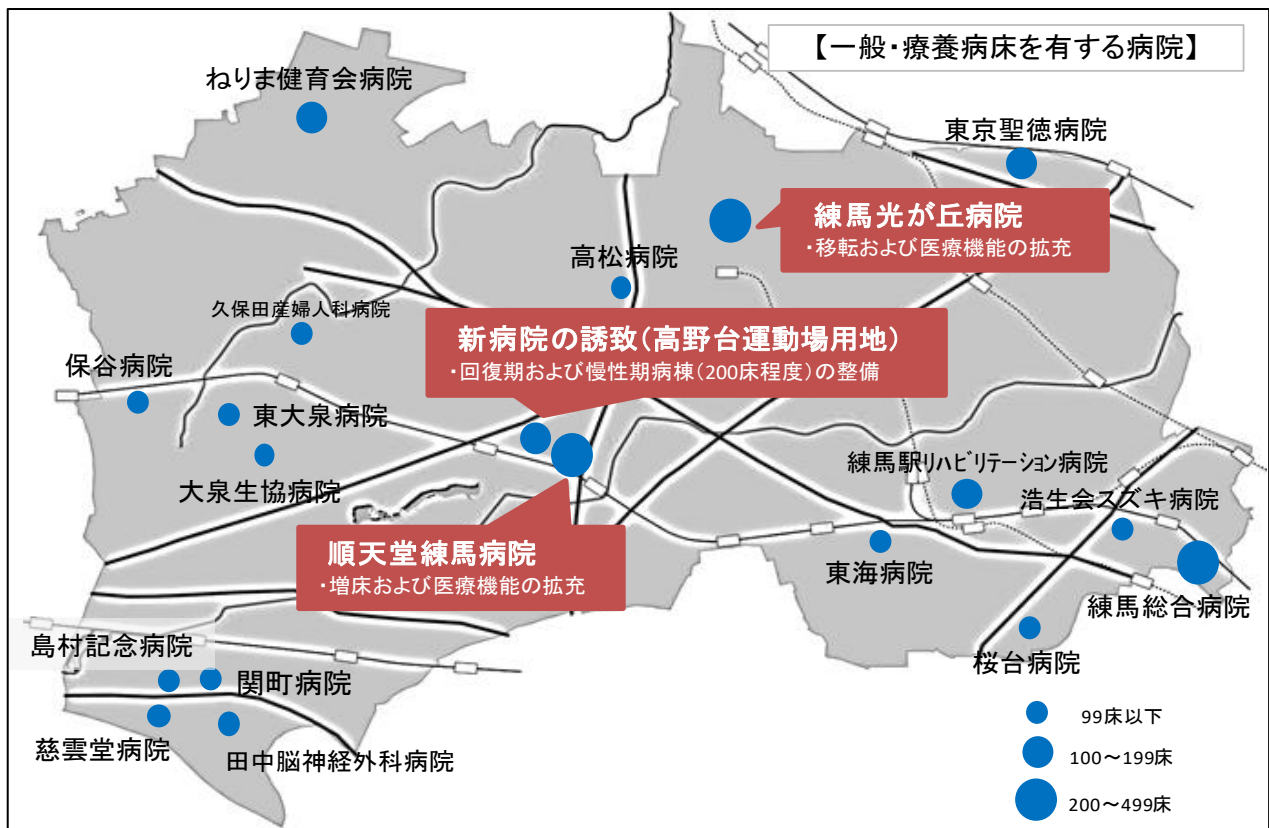 【一般・療養病床を有する病院】
ねりま健育会病院
東京聖徳病院
練馬光が丘病院
・移転および医療機能の拡充
高松病院
久保田産婦人科病院
新病院の誘致(高野台運動場用地)
・回復期および慢性期病棟(200床程度)の整備
保谷病院
東大泉病院
大泉生協病院
練馬駅リハビリテーション病院
浩生会スズキ病院
順天堂練馬病院
・増床および医療機能の拡充
東海病院
練馬総合病院
桜台病院
島村記念病院
関町病院
慈雲堂病院
田中脳神経外科病院
99床以下
100～199床
200～499床